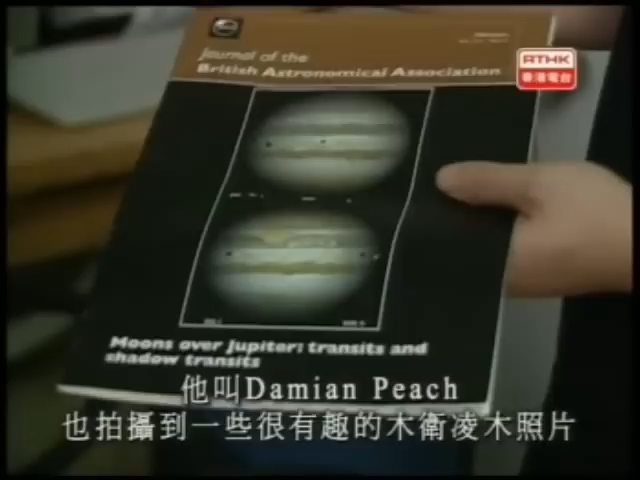 Journal of the
British Astronomical Association
RTHK
香港電台
Moons over Jupiter: transits and
shadow transits
他叫Damian Peach
也拍攝到一些很有趣的木衛凌木照片